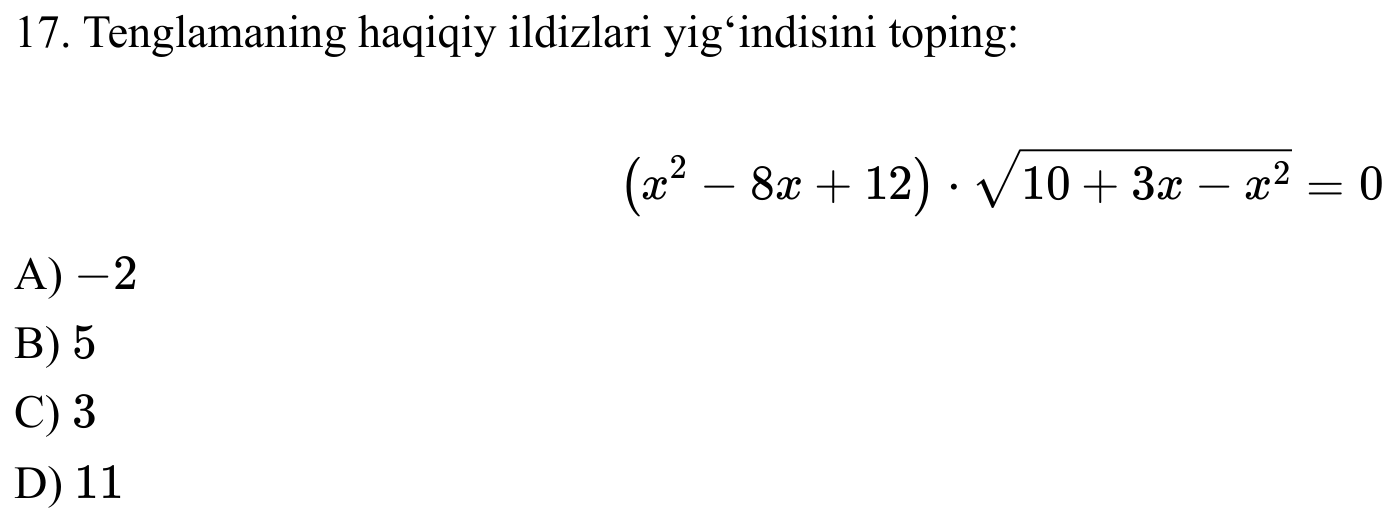 17. Tenglamaning haqiqiy ildizlari yig‘indisini toping:
(x² − 8x + 12) · √(10 + 3x − x²) = 0
A) −2
B) 5
C) 3
D) 11